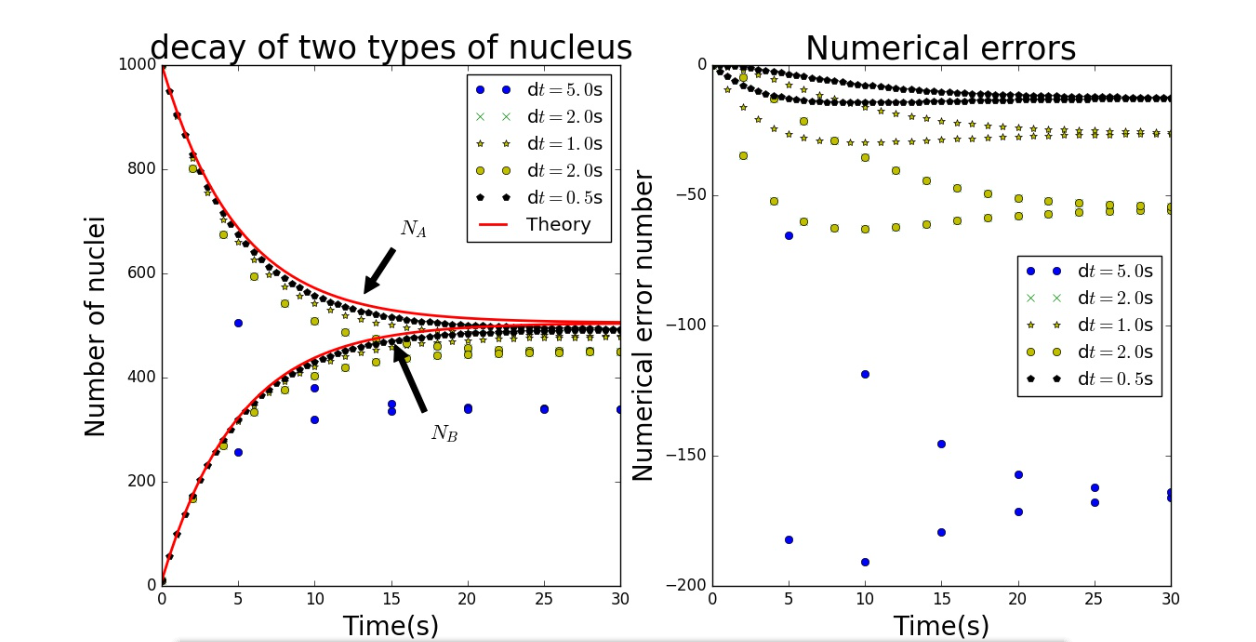 decay of two types of nucleus
Number of nuclei
1000
800
600
400
200
0
0 5 10 15 20 25 30
Time(s)
dt = 5.0s
dt = 2.0s
dt = 1.0s
dt = 2.0s
dt = 0.5s
Theory
N_A
N_B
Numerical errors
Numerical error number
0
−50
−100
−150
−200
0 5 10 15 20 25 30
Time(s)
dt = 5.0s
dt = 2.0s
dt = 1.0s
dt = 2.0s
dt = 0.5s